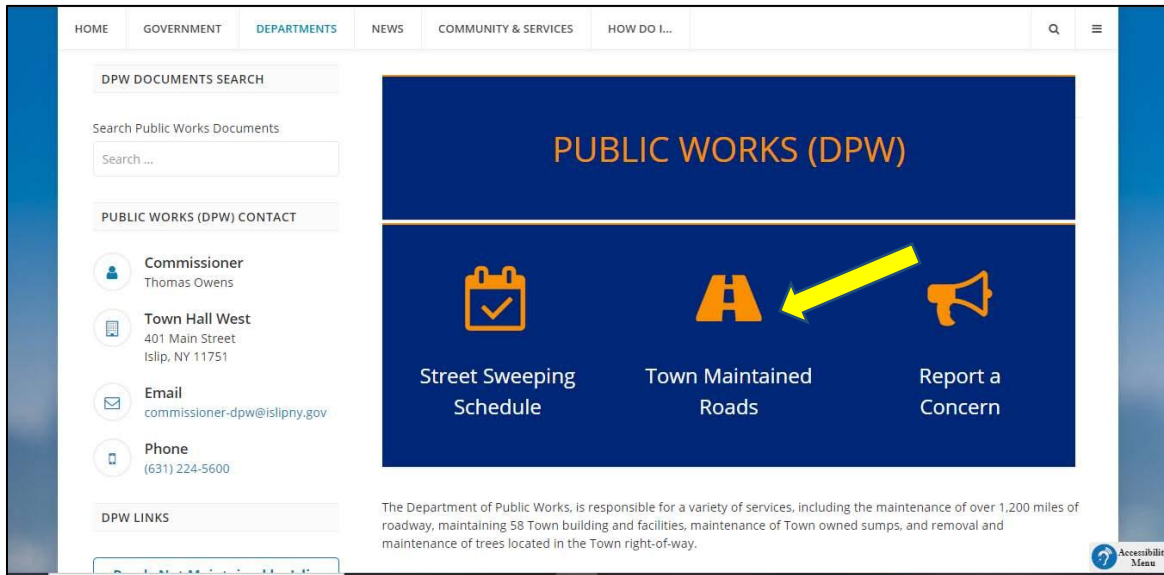 HOME GOVERNMENT DEPARTMENTS NEWS COMMUNITY & SERVICES HOW DO I...
DPW DOCUMENTS SEARCH
Search Public Works Documents
Search ...
PUBLIC WORKS (DPW) CONTACT
Commissioner
Thomas Owens
Town Hall West
401 Main Street
Islip, NY 11751
Email
commissioner-dpw@islipny.gov
Phone
(631) 224-5600
DPW LINKS
PUBLIC WORKS (DPW)
Street Sweeping
Schedule
Town Maintained
Roads
Report a
Concern
The Department of Public Works, is responsible for a variety of services, including the maintenance of over 1,200 miles of
roadway, maintaining 58 Town building and facilities, maintenance of Town owned sumps, and removal and
maintenance of trees located in the Town right-of-way.
Menu